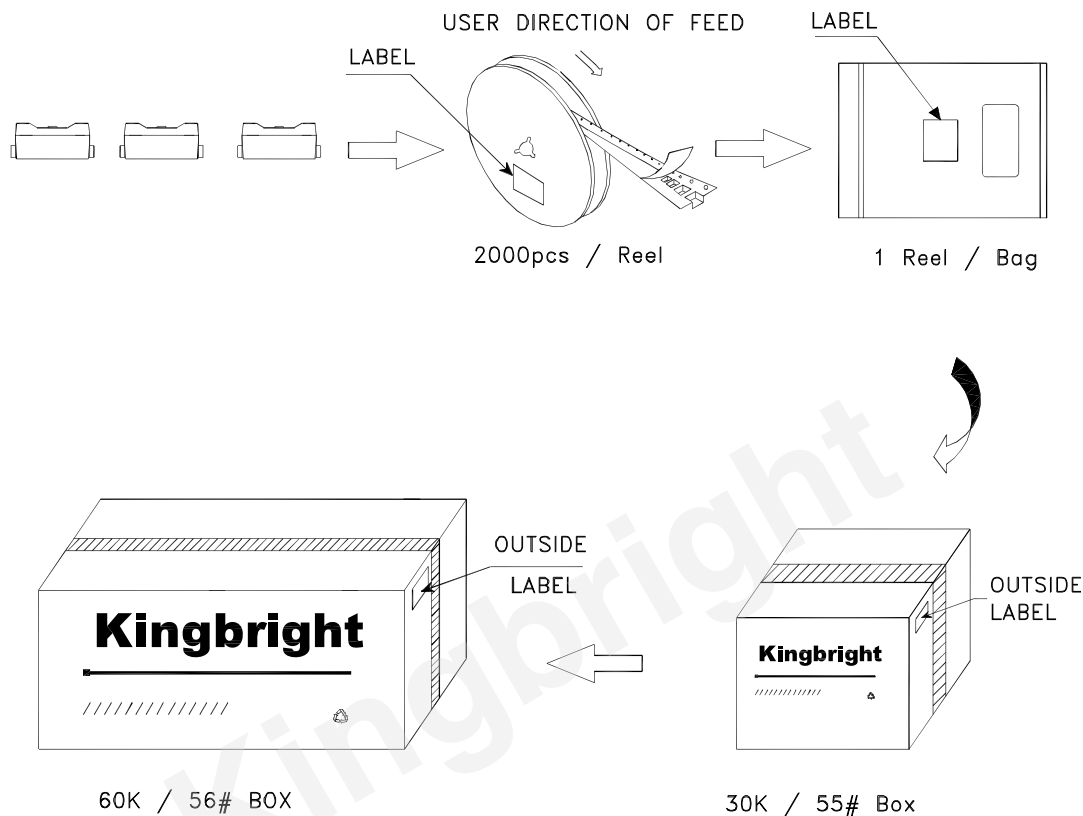 USER DIRECTION OF FEED
LABEL
LABEL
2000pcs / Reel
1 Reel / Bag
OUTSIDE
LABEL
OUTSIDE
LABEL
Kingbright
Kingbright
Kingbright
60K / 56# BOX
30K / 55# Box